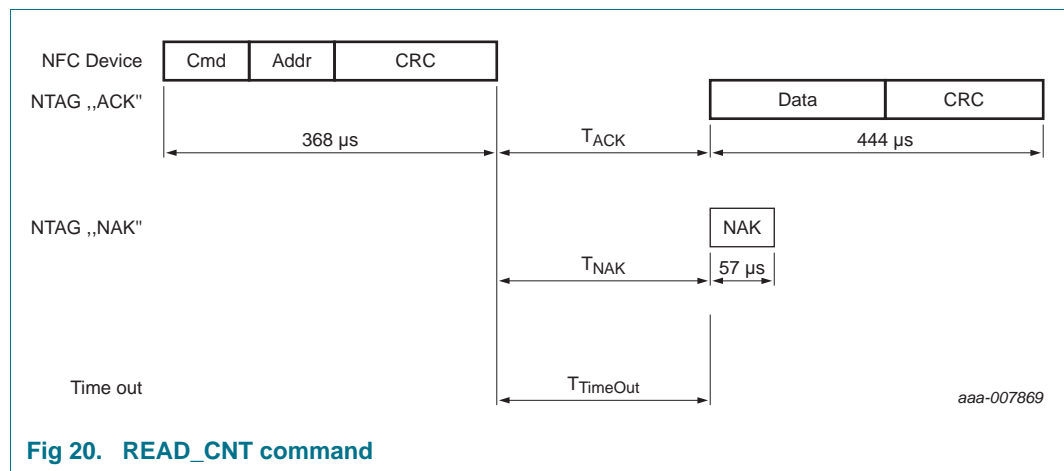 NFC Device Cmd Addr CRC
NTAG ,,ACK" Data CRC
368 µs TACK 444 µs
NTAG ,,NAK" NAK
TNAK 57 µs
Time out TTimeOut aaa-007869
Fig 20. READ_CNT command